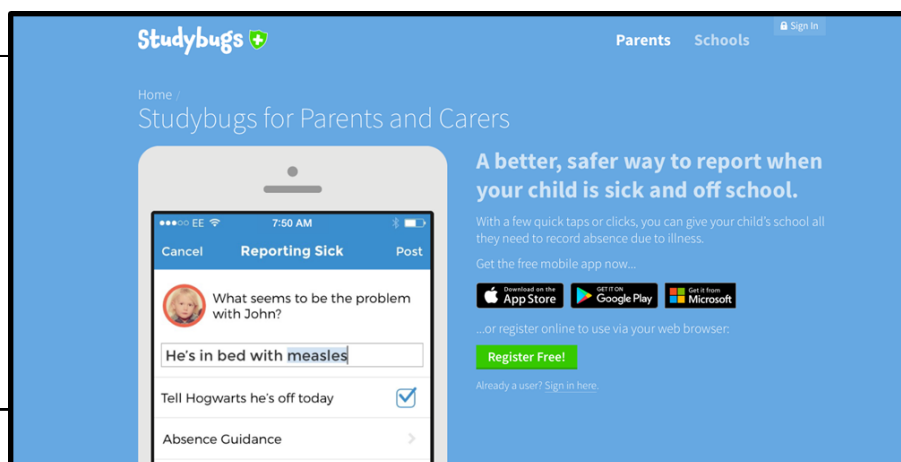 Studybugs
Parents
Schools
Sign In
Home /
Studybugs for Parents and Carers
A better, safer way to report when
your child is sick and off school.
With a few quick taps or clicks, you can give your child's school all
they need to record absence due to illness.
Get the free mobile app now...
Download on the
App Store
GET IT ON
Google Play
Get it from
Microsoft
...or register online to use via your web browser:
Register Free!
Already a user? Sign in here.
EE
7:50 AM
Cancel
Reporting Sick
Post
What seems to be the problem
with John?
He's in bed with measles
Tell Hogwarts he's off today
Absence Guidance